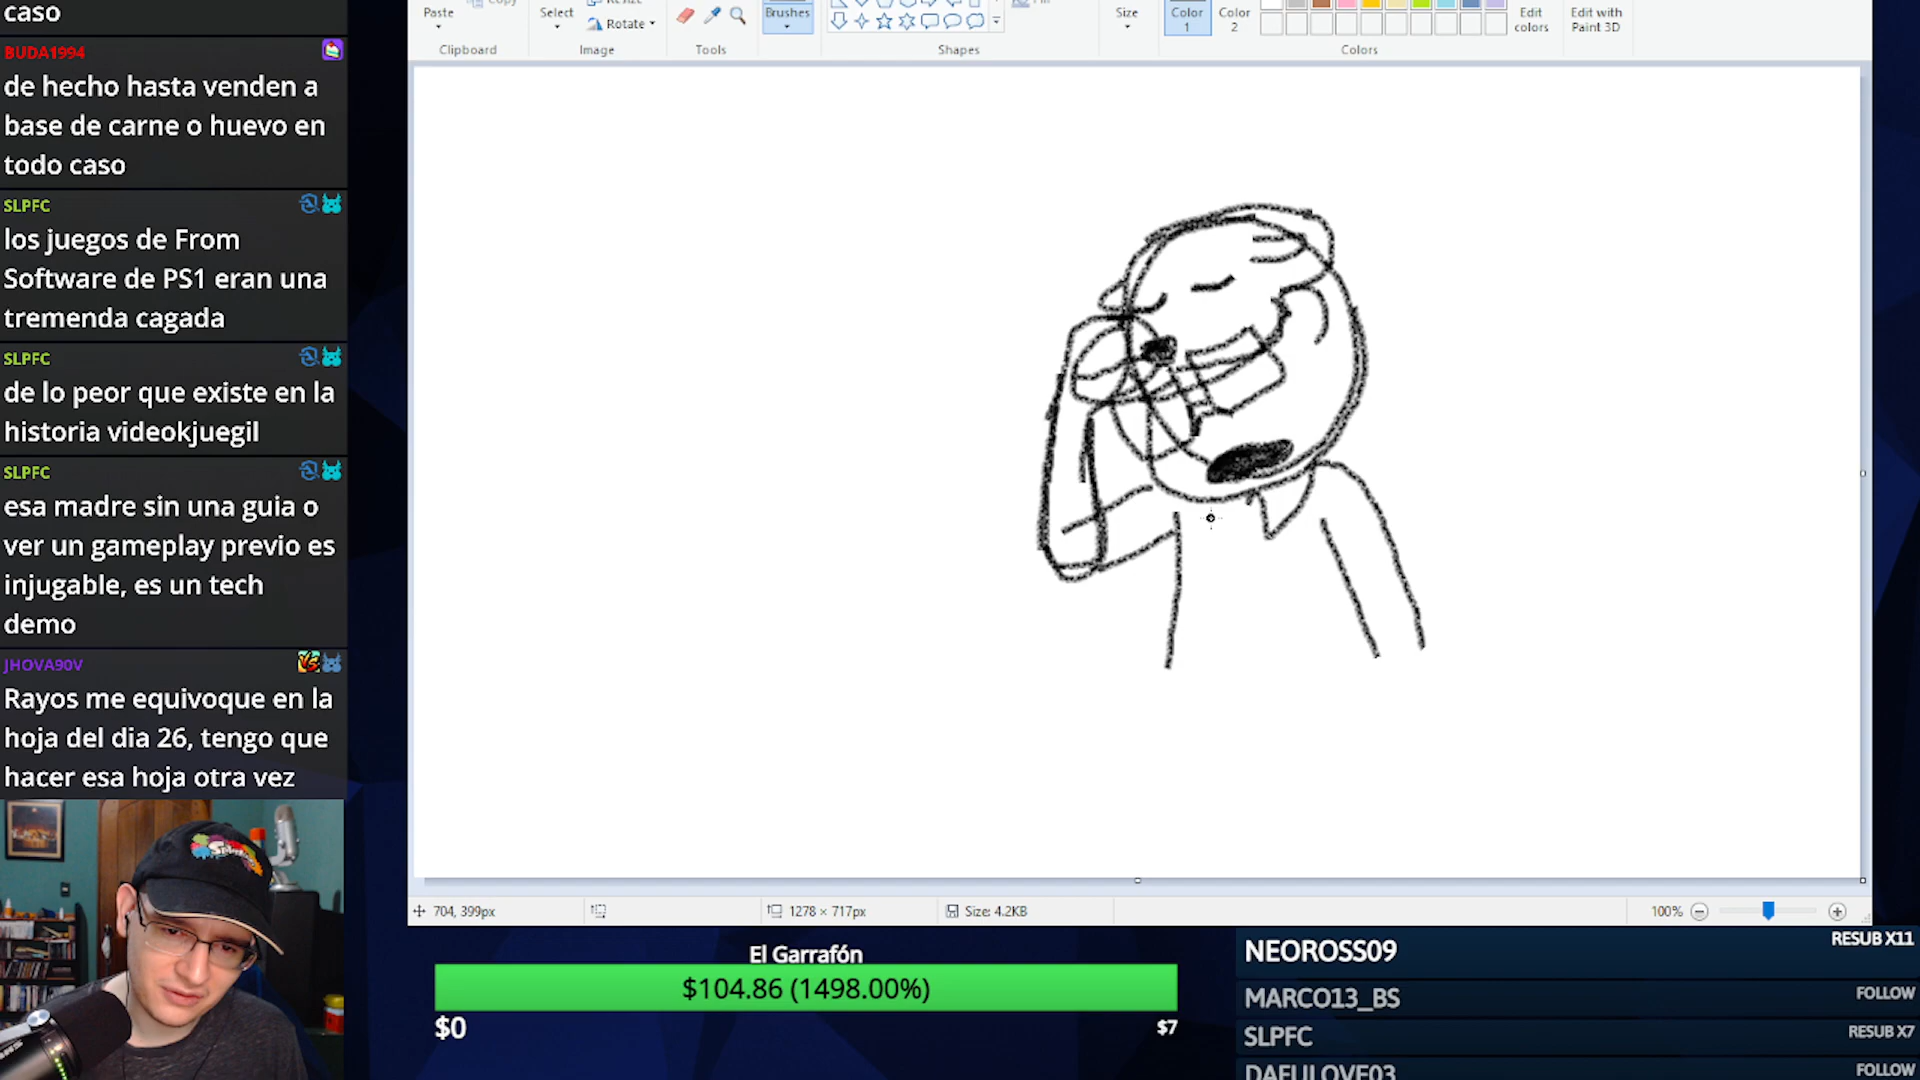 caso
BUDA1994
de hecho hasta venden a
base de carne o huevo en
todo caso
SLPFC
los juegos de From
Software de PS1 eran una
tremenda cagada
SLPFC
de lo peor que existe en la
historia videokjuegil
SLPFC
esa madre sin una guia o
ver un gameplay previo es
injugable, es un tech
demo
JHOVA90V
Rayos me equivoque en la
hoja del dia 26, tengo que
hacer esa hoja otra vez
Paste
Copy
Clipboard
Select
Resize
Rotate
Image
Tools
Brushes
Shapes
Fill
Size
Color
1
Color
2
Edit
colors
Colors
Edit with
Paint 3D
704, 399px
1278 × 717px
Size: 4.2KB
100%
El Garrafón
$104.86 (1498.00%)
$0
$7
NEOROSS09
RESUB X11
MARCO13_BS
FOLLOW
SLPFC
RESUB X7
DAFULOVE03
FOLLOW